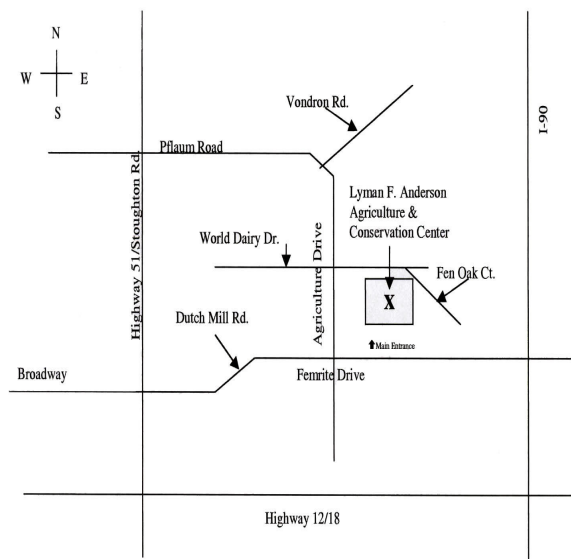 N
W E
S
Vondron Rd.
I-90
Pflaum Road
Highway 51/Stoughton Rd.
Lyman F. Anderson
Agriculture &
Conservation Center
World Dairy Dr.
Agriculture Drive
Fen Oak Ct.
X
Dutch Mill Rd.
Main Entrance
Broadway
Femrite Drive
Highway 12/18